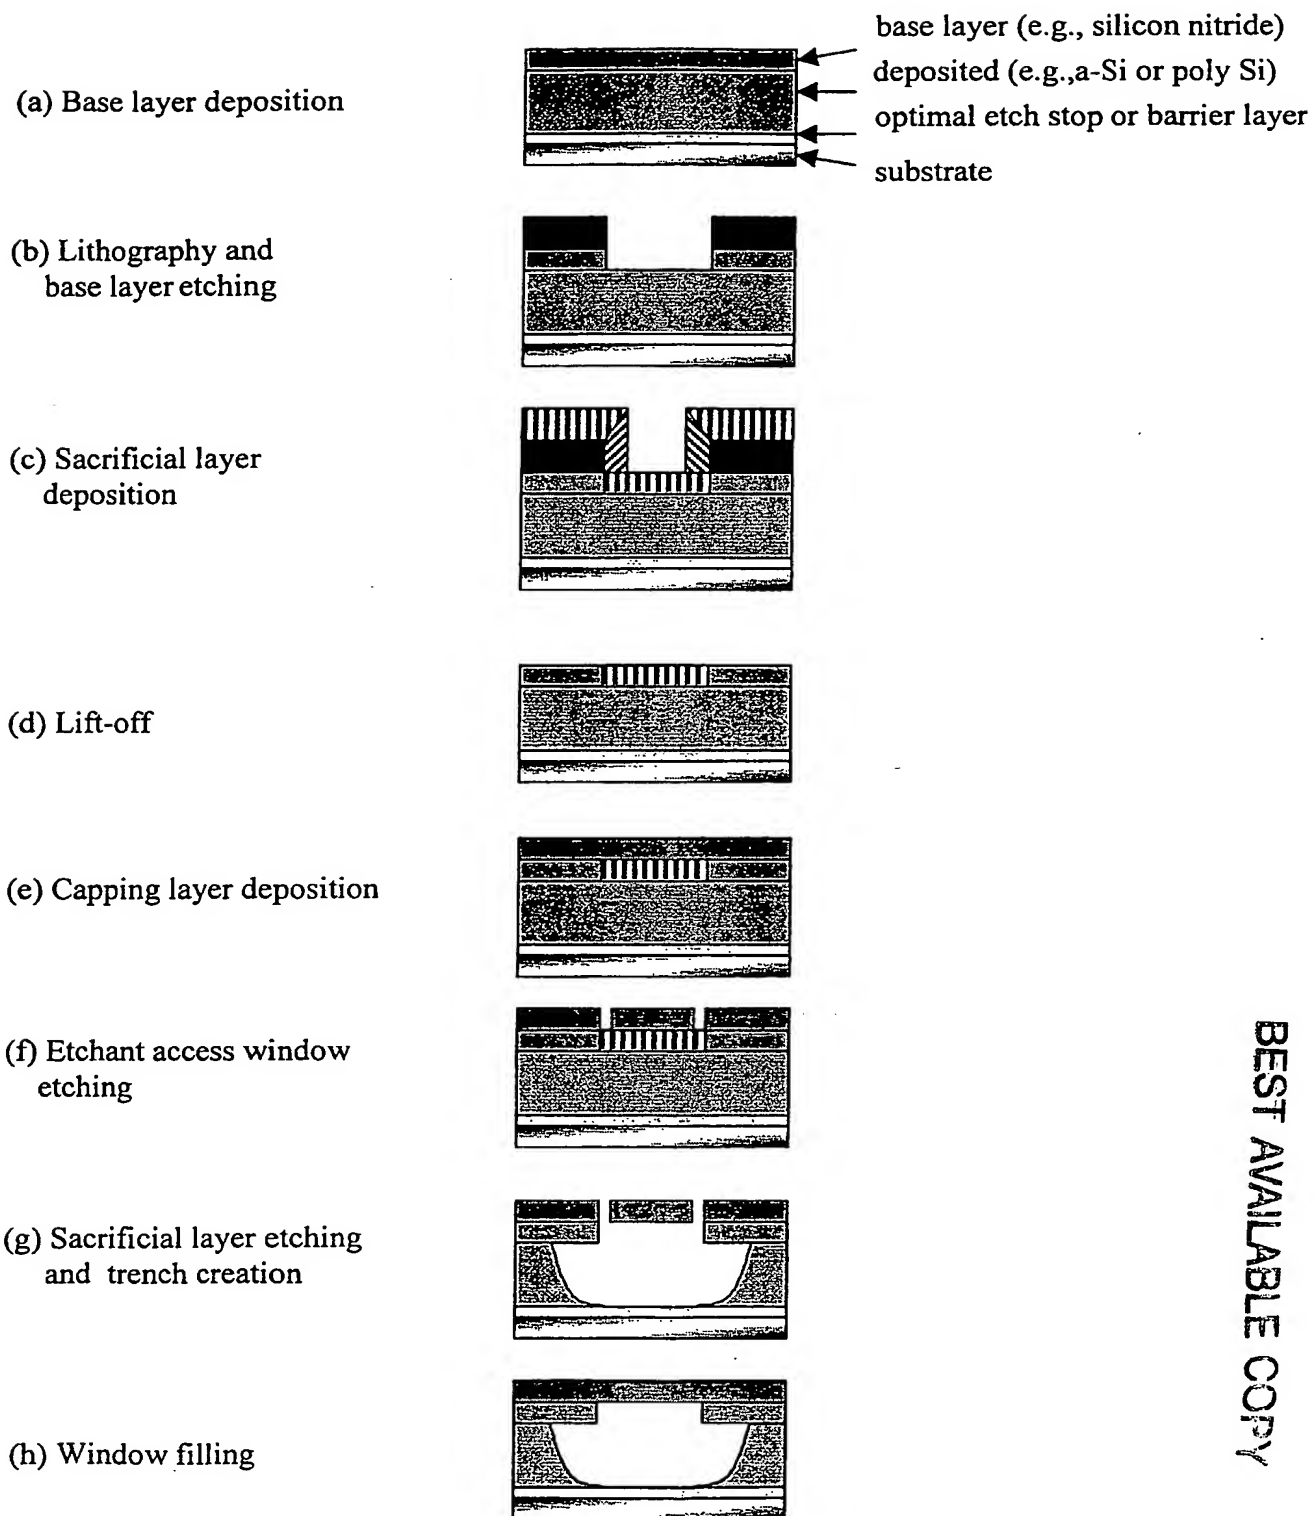 base layer (e.g., silicon nitride)
deposited (e.g.,a-Si or poly Si)
optimal etch stop or barrier layer
substrate
(a) Base layer deposition
(b) Lithography and
base layer etching
(c) Sacrificial layer
deposition
(d) Lift-off
(e) Capping layer deposition
(f) Etchant access window
etching
(g) Sacrificial layer etching
and trench creation
(h) Window filling
BEST AVAILABLE COPY